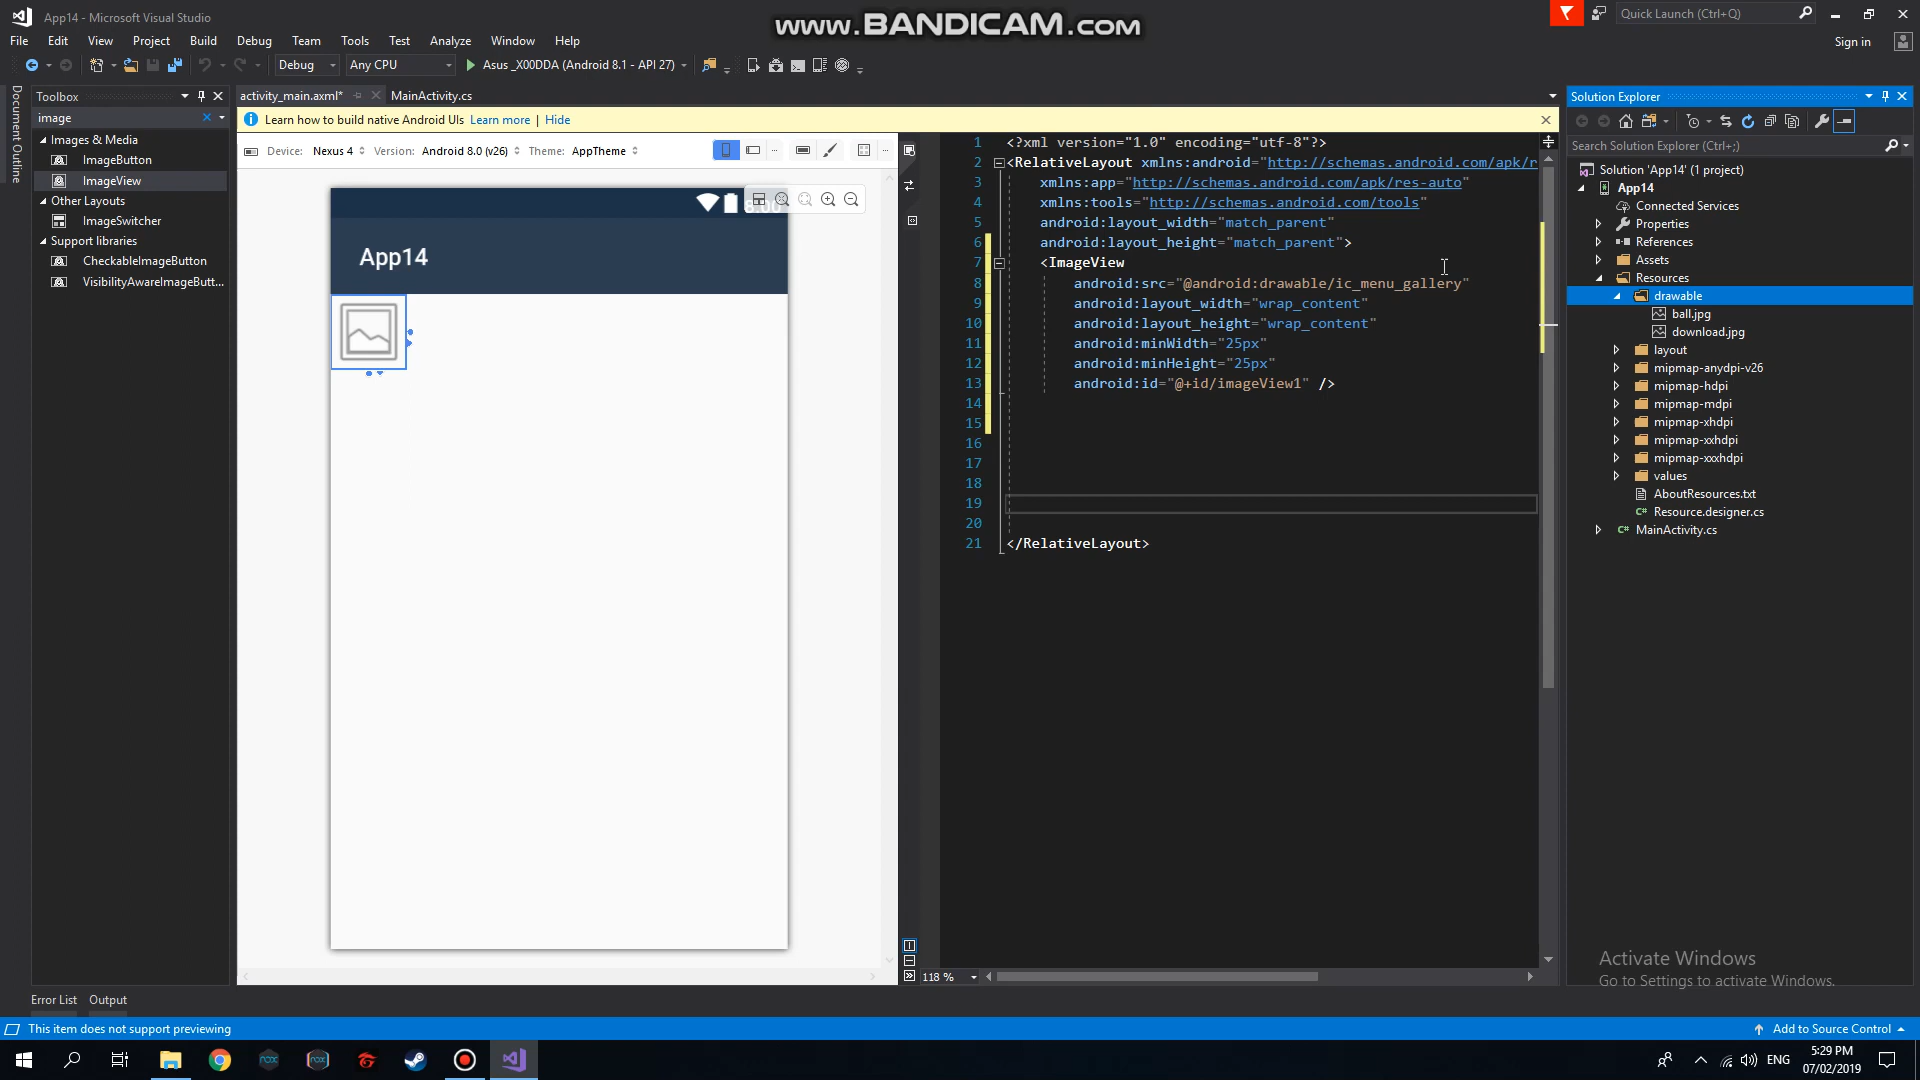 App14 - Microsoft Visual Studio
www.BANDICAM.com
Quick Launch (Ctrl+Q)
File Edit View Project Build Debug Team Tools Test Analyze Window Help
Sign in
Debug Any CPU Asus _X00DDA (Android 8.1 - API 27)
Document Outline
Toolbox
image
Images & Media
ImageButton
ImageView
Other Layouts
ImageSwitcher
Support libraries
CheckableImageButton
VisibilityAwareImageButt...
activity_main.axml* MainActivity.cs
Learn how to build native Android UIs Learn more | Hide
Device: Nexus 4 Version: Android 8.0 (v26) Theme: AppTheme
App14
1 <?xml version="1.0" encoding="utf-8"?>
2 <RelativeLayout xmlns:android="http://schemas.android.com/apk/r
3 xmlns:app="http://schemas.android.com/apk/res-auto"
4 xmlns:tools="http://schemas.android.com/tools"
5 android:layout_width="match_parent"
6 android:layout_height="match_parent">
7 <ImageView
8 android:src="@android:drawable/ic_menu_gallery"
9 android:layout_width="wrap_content"
10 android:layout_height="wrap_content"
11 android:minWidth="25px"
12 android:minHeight="25px"
13 android:id="@+id/imageView1" />
14
15
16
17
18
19
20
21 </RelativeLayout>
118 %
Solution Explorer
Search Solution Explorer (Ctrl+;)
Solution 'App14' (1 project)
App14
Connected Services
Properties
References
Assets
Resources
drawable
ball.jpg
download.jpg
layout
mipmap-anydpi-v26
mipmap-hdpi
mipmap-mdpi
mipmap-xhdpi
mipmap-xxhdpi
mipmap-xxxhdpi
values
AboutResources.txt
Resource.designer.cs
MainActivity.cs
Activate Windows
Go to Settings to activate Windows.
Error List Output
This item does not support previewing
Add to Source Control
ENG
5:29 PM
07/02/2019